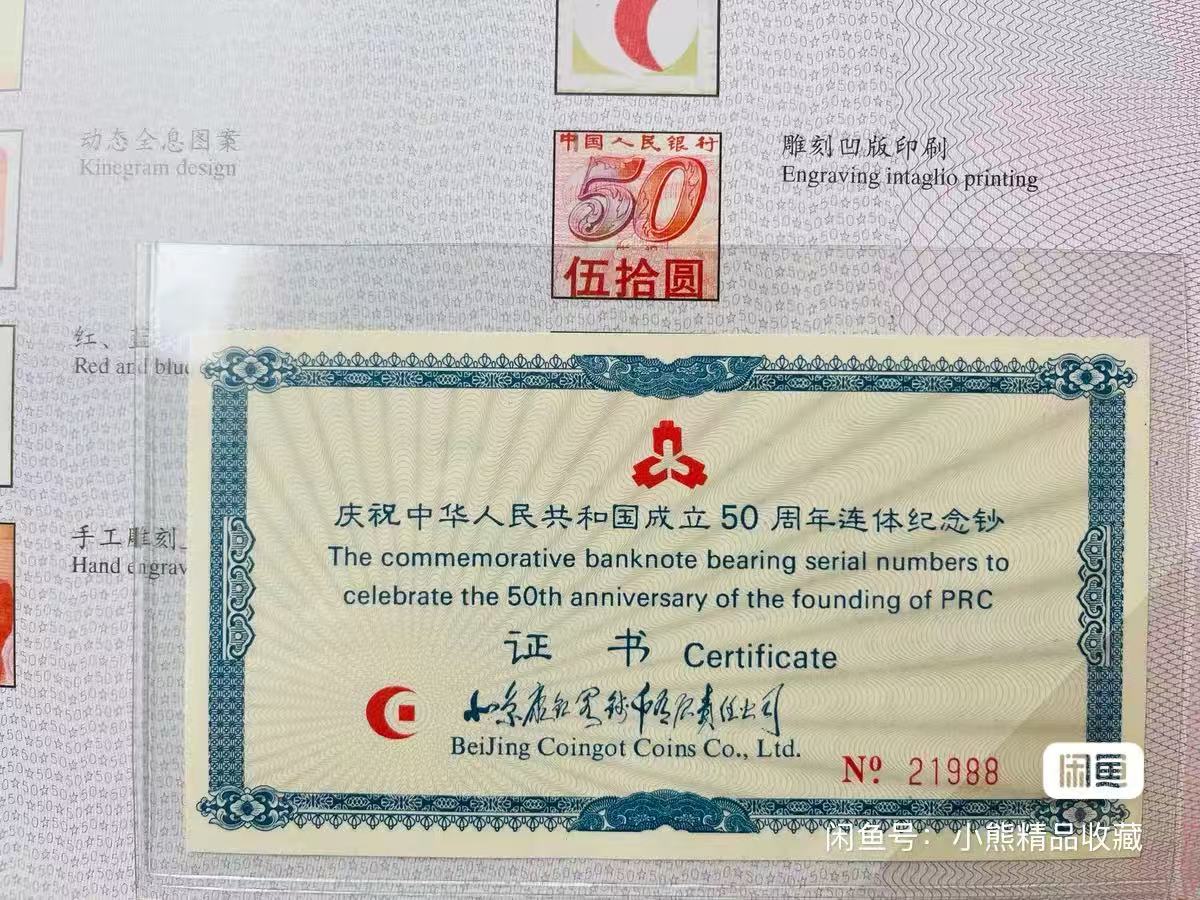 动态全息图案
Kinegram design
中国人民银行
50
伍拾圆
雕刻凹版印刷
Engraving intaglio printing
红、
Red and blue
手工雕刻
Hand engrav
庆祝中华人民共和国成立 50 周年连体纪念钞
The commemorative banknote bearing serial numbers to
celebrate the 50th anniversary of the founding of PRC
证 书 Certificate
BeiJing Coingot Coins Co., Ltd.
Nº 21988
闲鱼
闲鱼号：小熊精品收藏